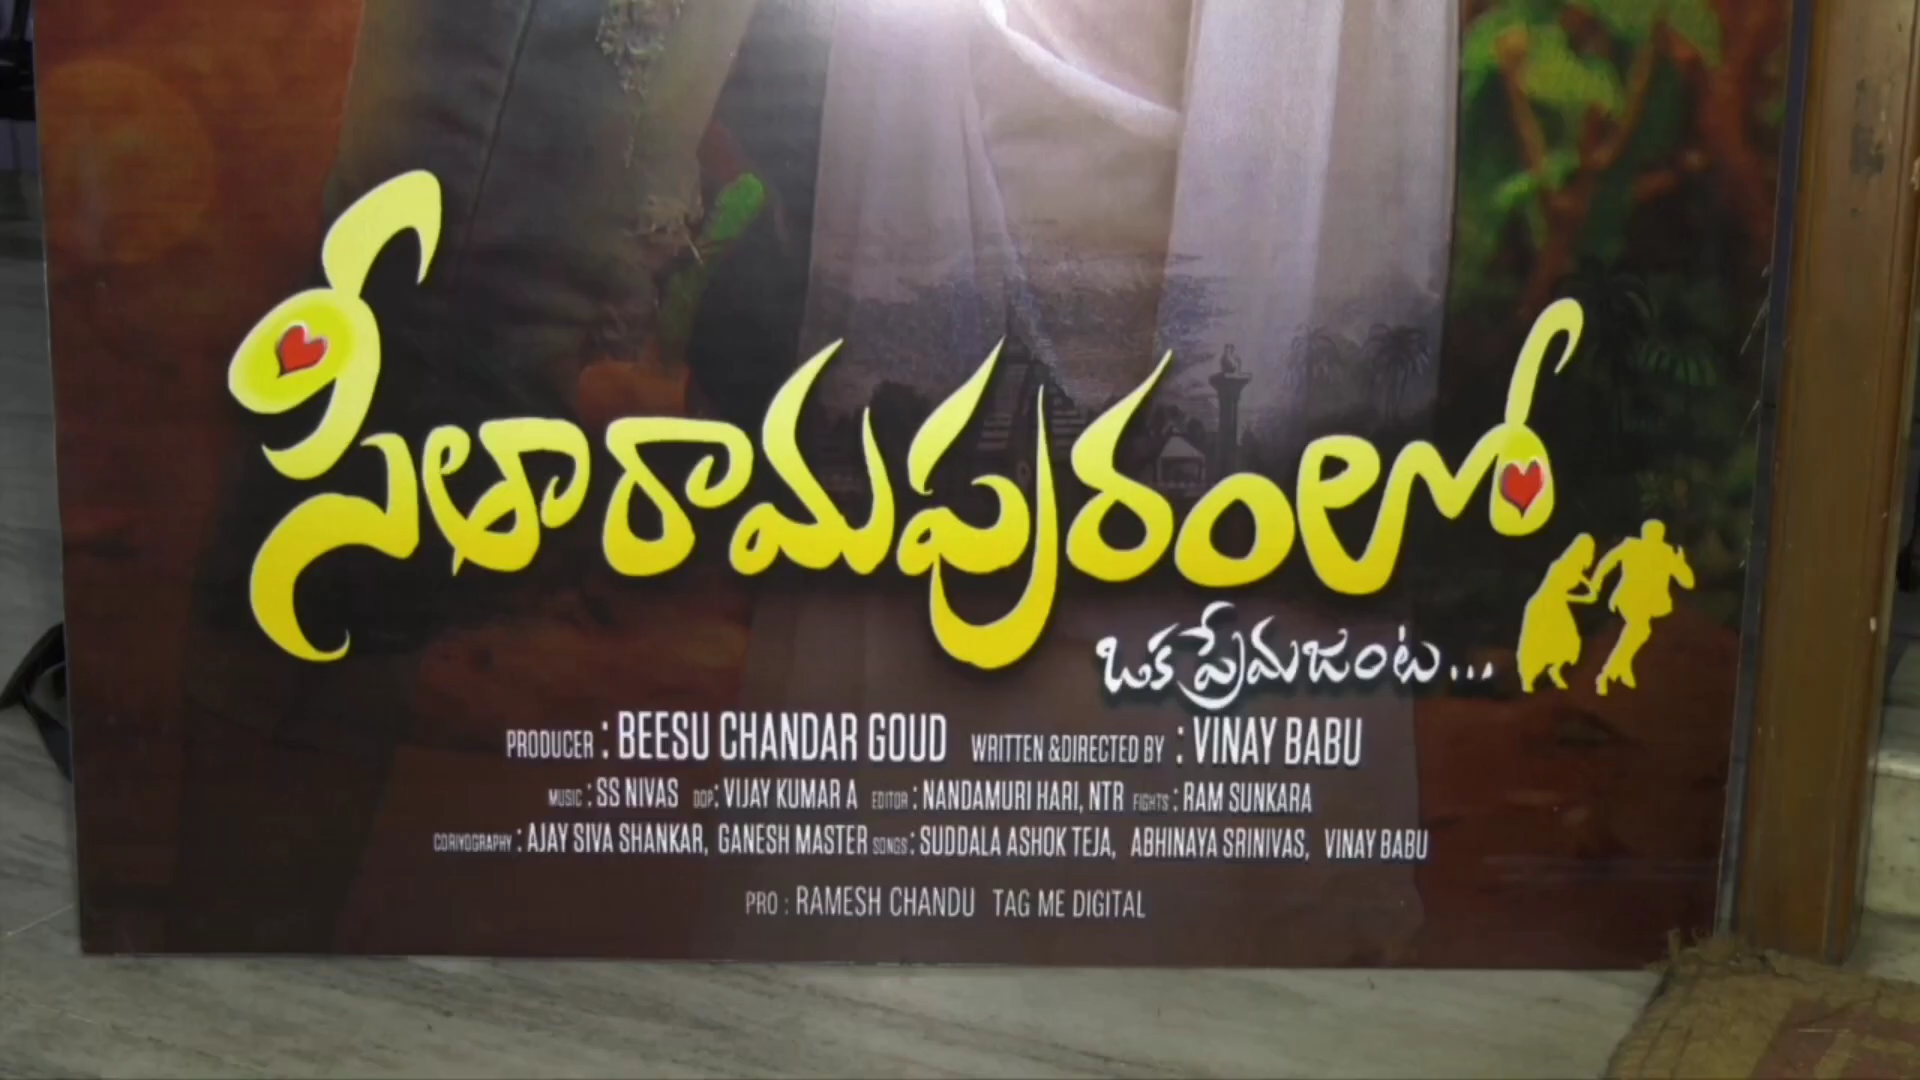 సీతారామపురంలో
ఒక ప్రేమజంట...
PRODUCER : BEESU CHANDAR GOUD WRITTEN &DIRECTED BY : VINAY BABU
MUSIC : SS NIVAS DOP: VIJAY KUMAR A EDITOR : NANDAMURI HARI, NTR FIGHTS : RAM SUNKARA
CORIYOGRAPHY : AJAY SIVA SHANKAR, GANESH MASTER SONGS : SUDDALA ASHOK TEJA, ABHINAYA SRINIVAS, VINAY BABU
PRO : RAMESH CHANDU TAG ME DIGITAL